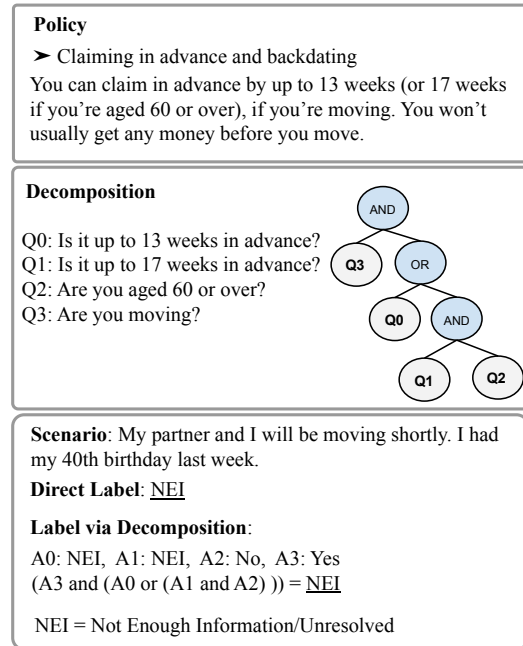 Policy
➤ Claiming in advance and backdating
You can claim in advance by up to 13 weeks (or 17 weeks
if you're aged 60 or over), if you're moving. You won't
usually get any money before you move.
Decomposition
Q0: Is it up to 13 weeks in advance?
Q1: Is it up to 17 weeks in advance?
Q2: Are you aged 60 or over?
Q3: Are you moving?
AND
Q3
OR
Q0
AND
Q1
Q2
Scenario: My partner and I will be moving shortly. I had
my 40th birthday last week.
Direct Label: NEI
Label via Decomposition:
A0: NEI, A1: NEI, A2: No, A3: Yes
(A3 and (A0 or (A1 and A2) )) = NEI
NEI = Not Enough Information/Unresolved